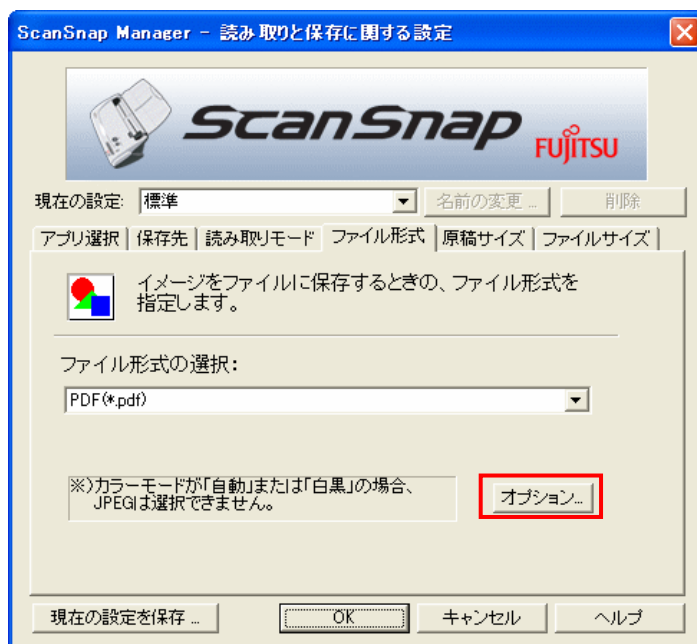 ScanSnap Manager - 読み取りと保存に関する設定
ScanSnap
FUJITSU
現在の設定: 標準 名前の変更 ... 削除
アプリ選択 保存先 読み取りモード ファイル形式 原稿サイズ ファイルサイズ
イメージをファイルに保存するときの、ファイル形式を
指定します。
ファイル形式の選択:
PDF(*.pdf)
※)カラーモードが「自動」または「白黒」の場合、
JPEGは選択できません。
オプション...
現在の設定を保存 ... OK キャンセル ヘルプ